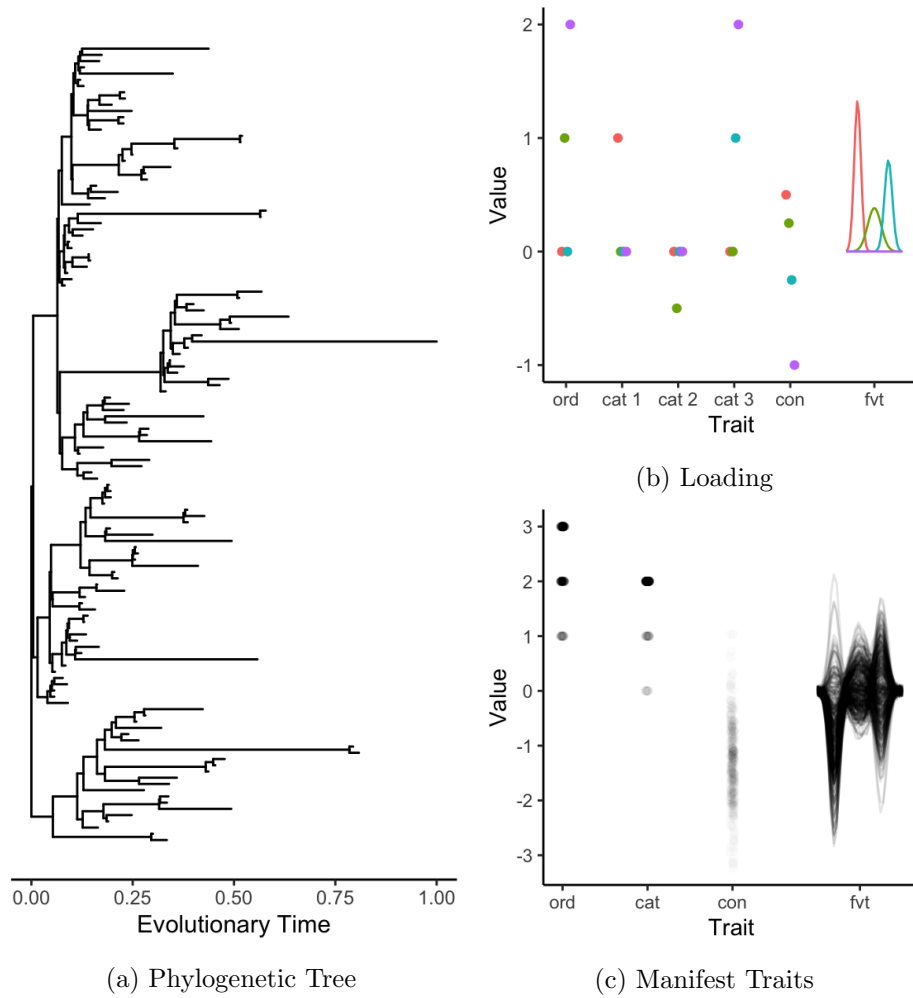 0.00 0.25 0.50 0.75 1.00
Evolutionary Time
(a) Phylogenetic Tree
2
1
0
-1
Value
ord cat 1 cat 2 cat 3 con fvt
Trait
(b) Loading
3
2
1
0
-1
-2
-3
Value
ord cat con fvt
Trait
(c) Manifest Traits